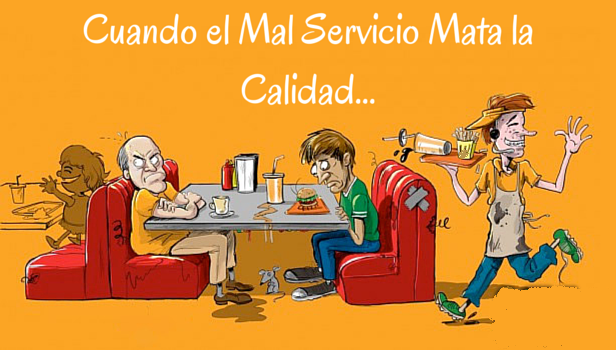 Cuando el Mal Servicio Mata la
Calidad...